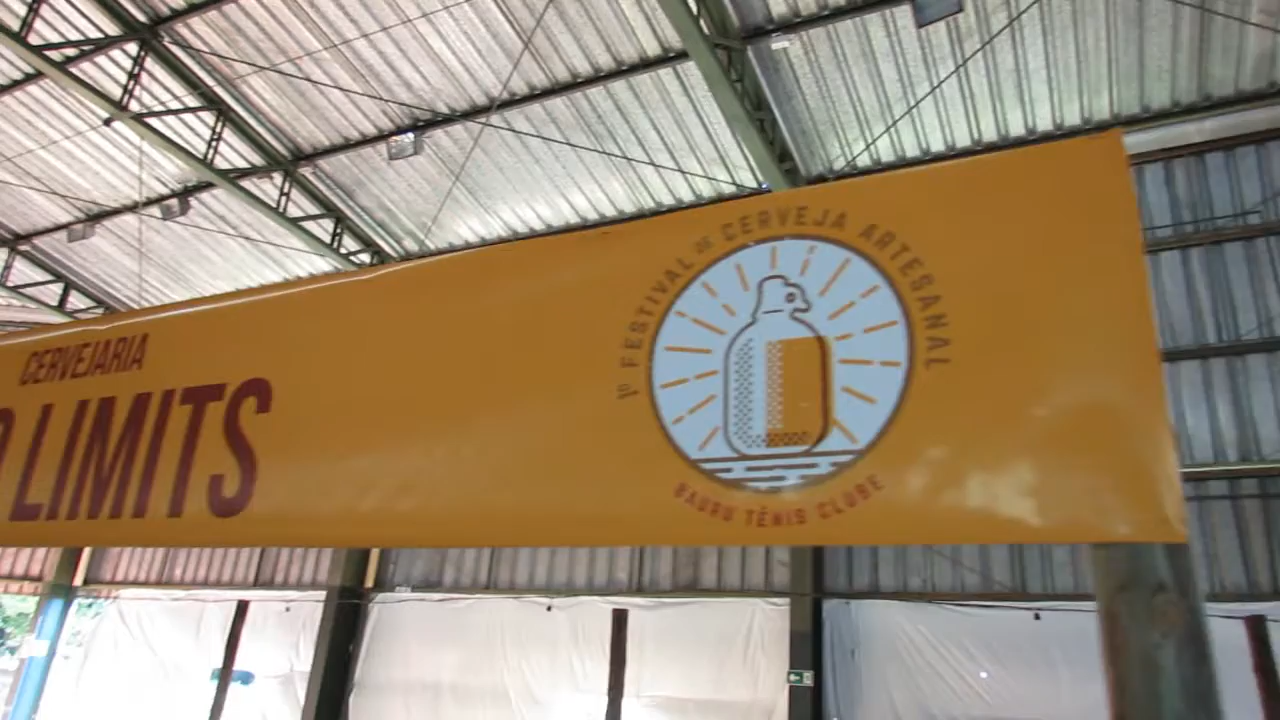 CERVEJARIA
LIMITS
1º FESTIVAL DE CERVEJA ARTESANAL
BAURU TÊNIS CLUBE